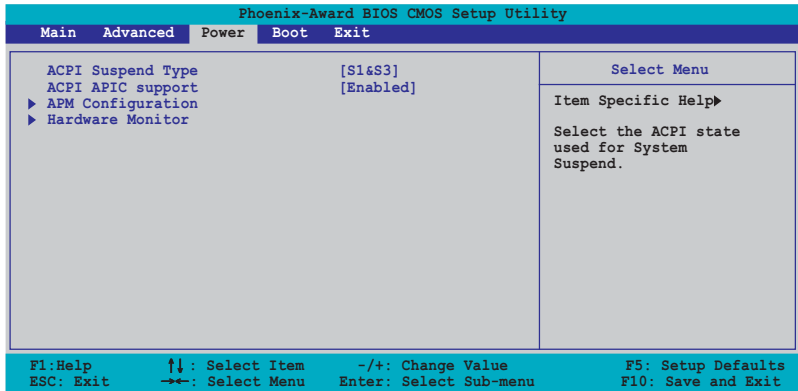 Phoenix-Award BIOS CMOS Setup Utility
Main Advanced Power Boot Exit
ACPI Suspend Type [S1&S3]
ACPI APIC support [Enabled]
APM Configuration
Hardware Monitor
Select Menu
Item Specific Help
Select the ACPI state
used for System
Suspend.
F1:Help ↑↓: Select Item -/+: Change Value F5: Setup Defaults
ESC: Exit →←: Select Menu Enter: Select Sub-menu F10: Save and Exit